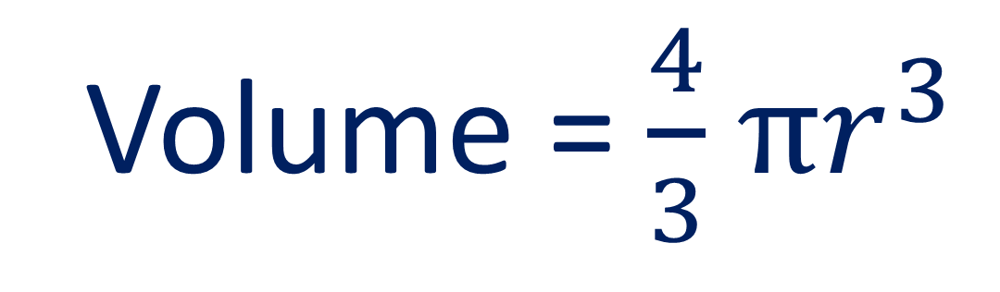 Volume = 4/3 πr³